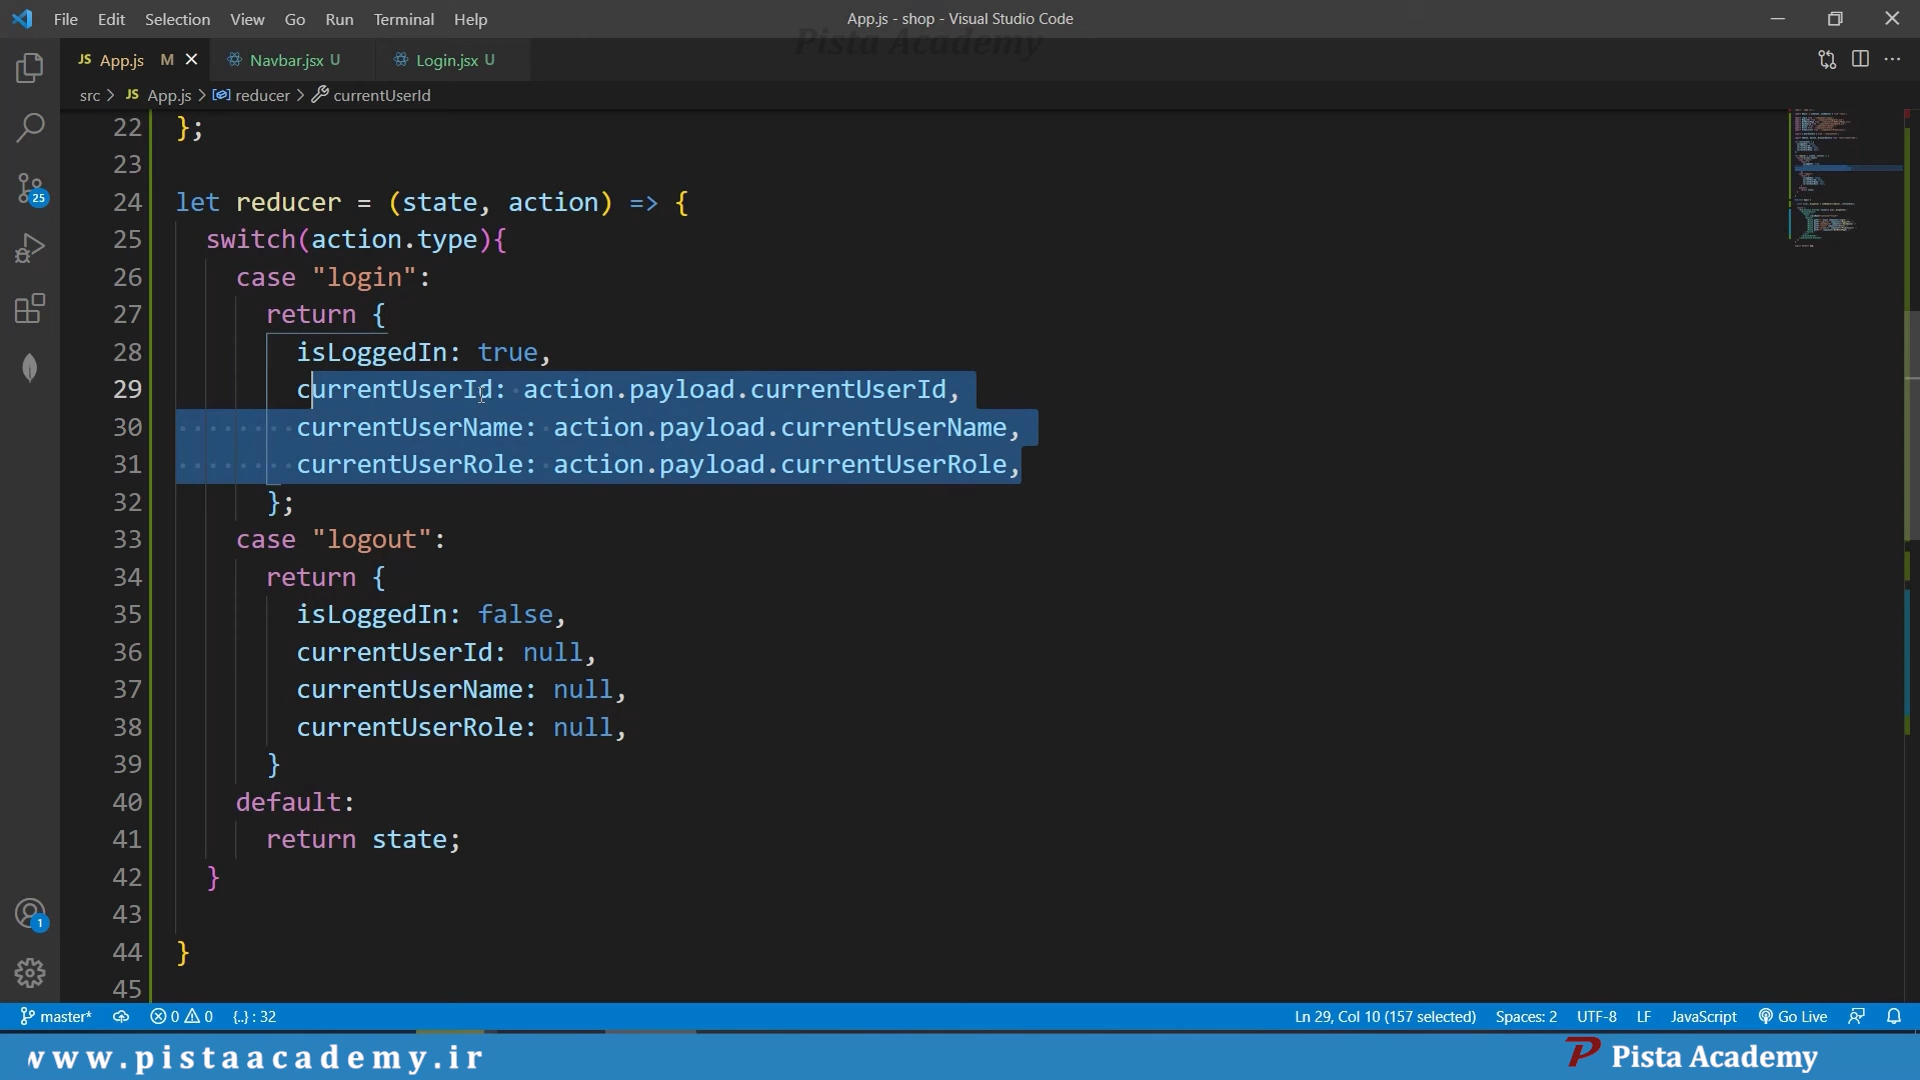 File Edit Selection View Go Run Terminal Help
App.js - shop - Visual Studio Code
Pista Academy
JS App.js M
Navbar.jsx U
Login.jsx U
src > JS App.js > reducer > currentUserId
22 };
23
24 let reducer = (state, action) => {
25 switch(action.type){
26 case "login":
27 return {
28 isLoggedIn: true,
29 currentUserId: action.payload.currentUserId,
30 currentUserName: action.payload.currentUserName,
31 currentUserRole: action.payload.currentUserRole,
32 };
33 case "logout":
34 return {
35 isLoggedIn: false,
36 currentUserId: null,
37 currentUserName: null,
38 currentUserRole: null,
39 }
40 default:
41 return state;
42 }
43
44 }
45
25
1
master* 0 0 {..} : 32
Ln 29, Col 10 (157 selected) Spaces: 2 UTF-8 LF JavaScript Go Live
www.pistaacademy.ir
Pista Academy